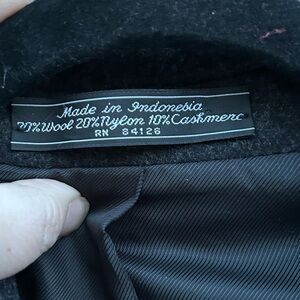 Made in Indonesia
70% Wool 20% Nylon 10% Cashmere
RN 84126